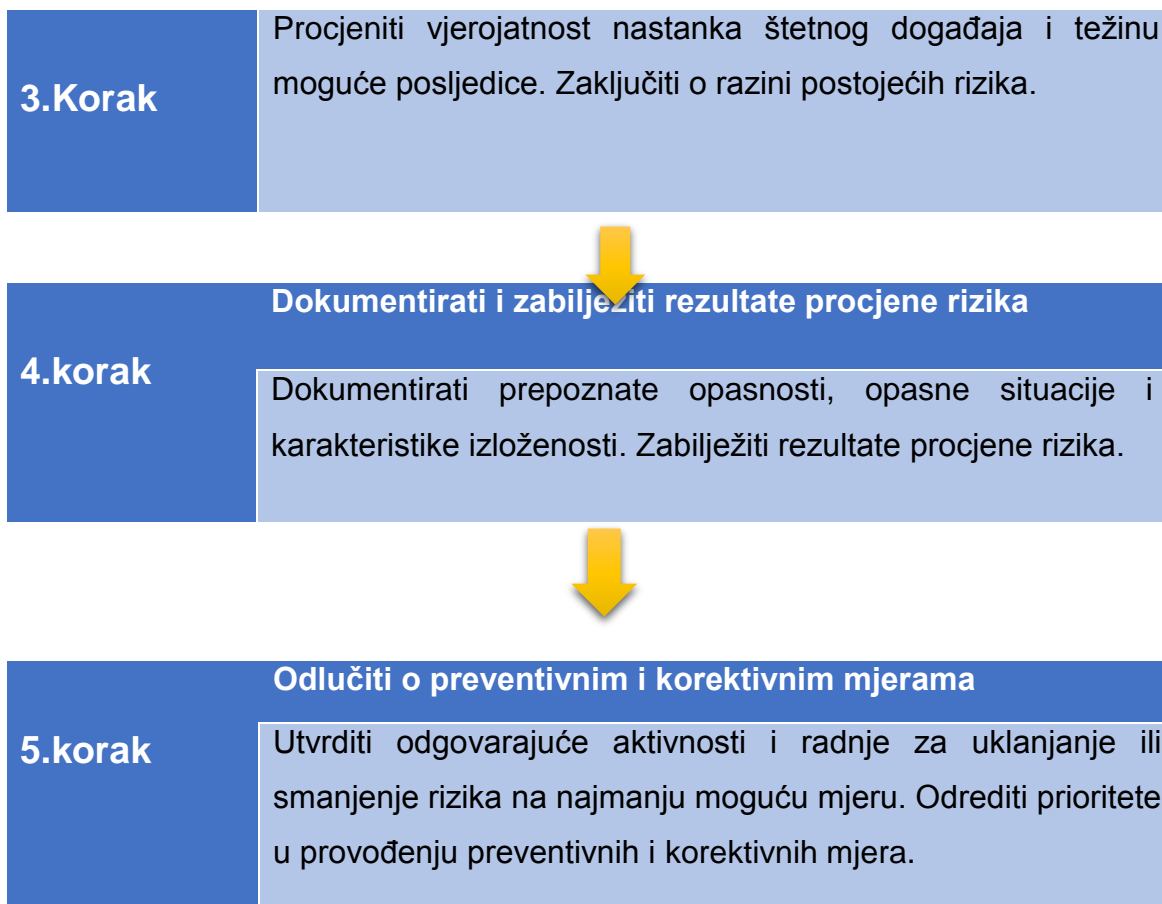 3.Korak
Procjeniti vjerojatnost nastanka štetnog događaja i težinu
moguće posljedice. Zaključiti o razini postojećih rizika.
4.korak
Dokumentirati i zabilježiti rezultate procjene rizika
Dokumentirati prepoznate opasnosti, opasne situacije i
karakteristike izloženosti. Zabilježiti rezultate procjene rizika.
5.korak
Odlučiti o preventivnim i korektivnim mjerama
Utvrditi odgovarajuće aktivnosti i radnje za uklanjanje ili
smanjenje rizika na najmanju moguću mjeru. Odrediti prioritete
u provođenju preventivnih i korektivnih mjera.